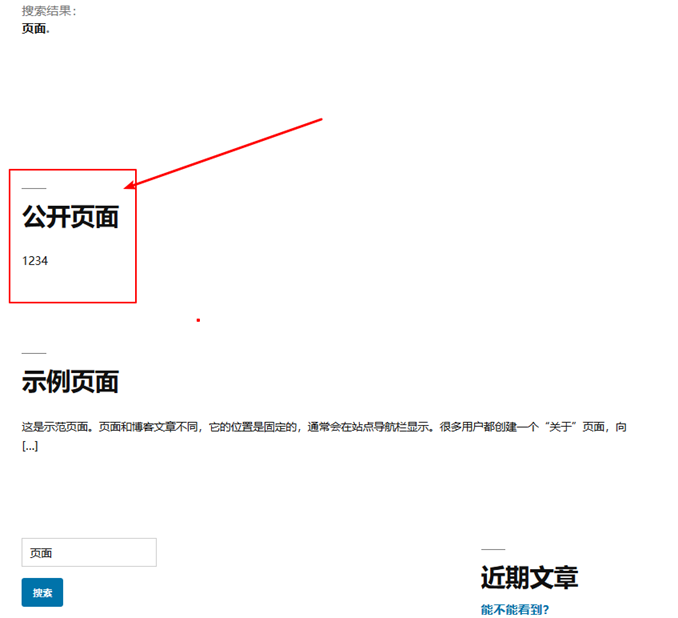 搜索结果：
页面。
公开页面
1234
示例页面
这是示范页面。页面和博客文章不同，它的位置是固定的，通常会在站点导航栏显示。很多用户都创建一个“关于”页面，向
[…]
页面
搜索
近期文章
能不能看到？